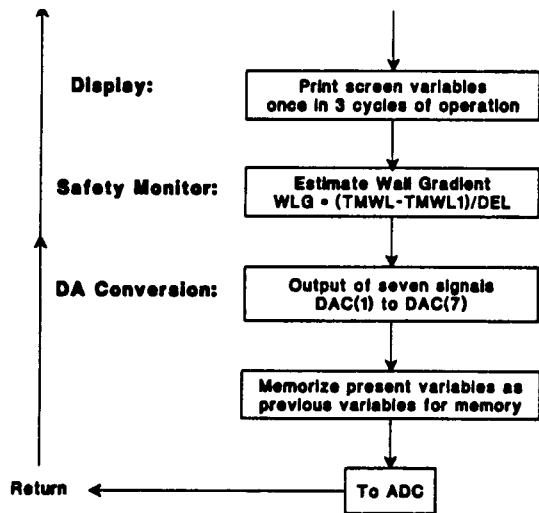 Display:
Print screen variables
once in 3 cycles of operation
Safety Monitor:
Estimate Wall Gradient
WLG = (TMWL-TMWL1)/DEL
DA Conversion:
Output of seven signals
DAC(1) to DAC(7)
Memorize present variables as
previous variables for memory
Return
To ADC